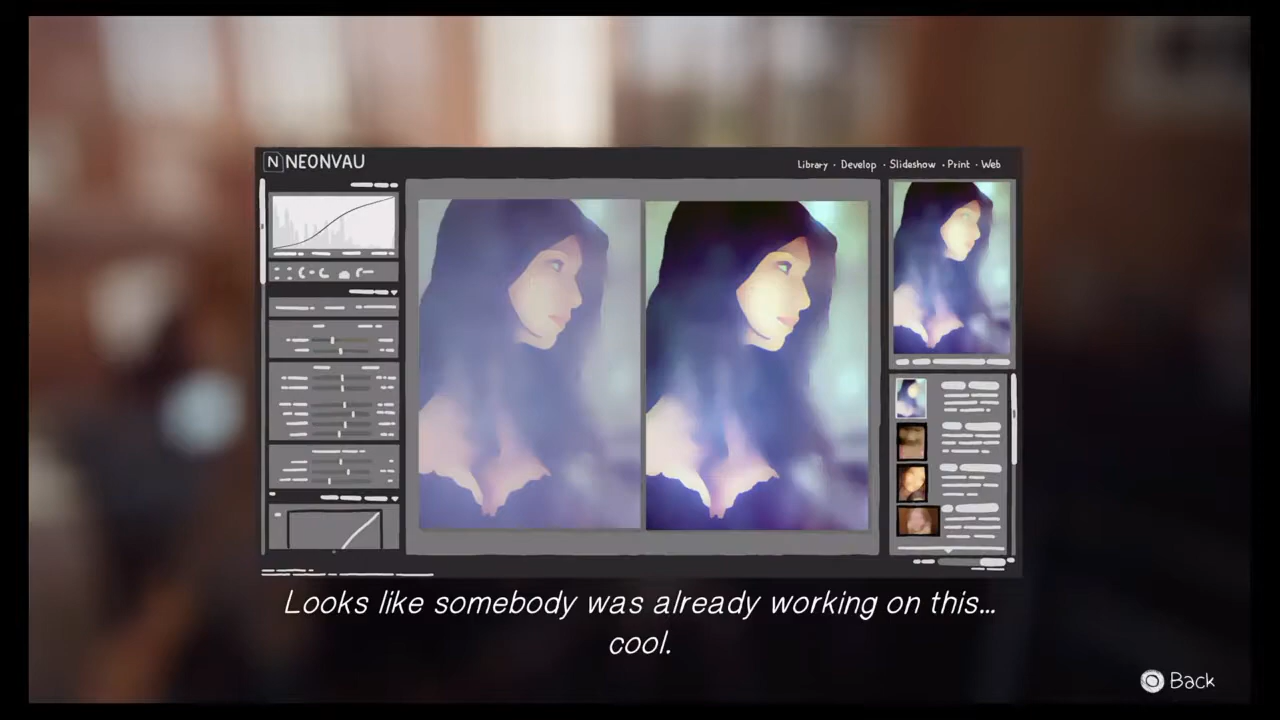 N NEONVAU
Library · Develop · Slideshow · Print · Web
Looks like somebody was already working on this...
cool.
Back